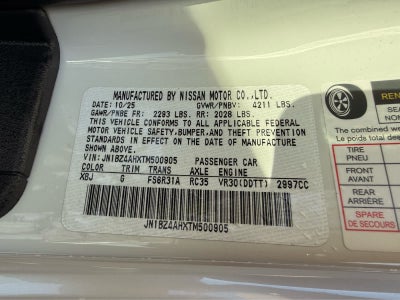 MANUFACTURED BY NISSAN MOTOR CO.,LTD.
DATE: 10/25 GVWR/PNBV: 4211 LBS.
GAWR/PNBE FR: 2293 LBS. RR: 2028 LBS.
THIS VEHICLE CONFORMS TO ALL APPLICABLE FEDERAL
MOTOR VEHICLE SAFETY,BUMPER,AND THEFT PREVENTION
STANDARDS IN EFFECT ON THE DATE OF MANUFACTURE
SHOWN ABOVE.
VIN:JN1BZ4AHXTM500905 PASSENGER CAR
COLOR TRIM TRANS AXLE ENGINE
XBJ G FS6R31A RC35 VR30(DDTT) 2997CC
JN1BZ4AHXTM500905
The combined
Le poids total
TIRE
PNEU
FRONT
AVANT
REAR
ARRIÈRE
SPARE
DE SECOURS